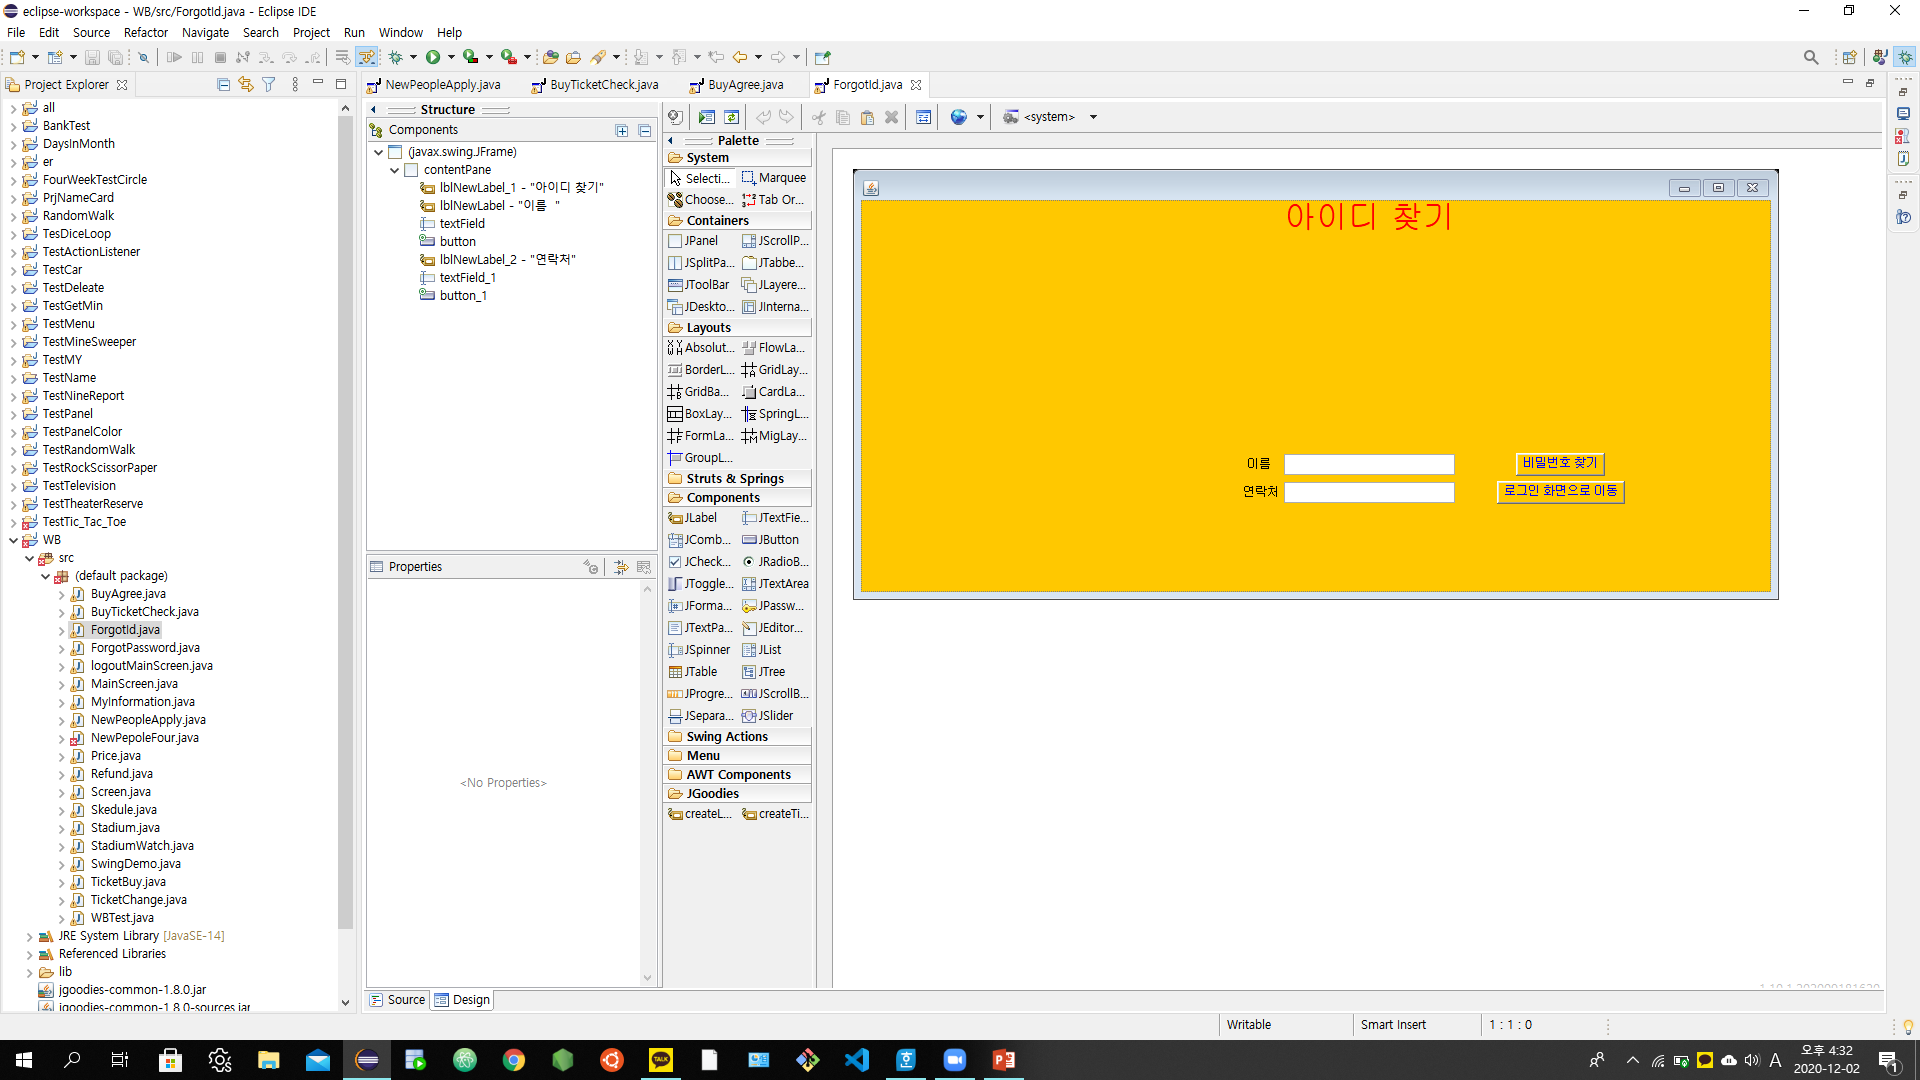 eclipse-workspace - WB/src/ForgotId.java - Eclipse IDE
File Edit Source Refactor Navigate Search Project Run Window Help
Project Explorer
all
BankTest
DaysInMonth
er
FourWeekTestCircle
PrjNameCard
RandomWalk
TesDiceLoop
TestActionListener
TestCar
TestDeleate
TestGetMin
TestMenu
TestMineSweeper
TestMY
TestName
TestNineReport
TestPanel
TestPanelColor
TestRandomWalk
TestRockScissorPaper
TestTelevision
TestTheaterReserve
TestTic_Tac_Toe
WB
src
(default package)
BuyAgree.java
BuyTicketCheck.java
ForgotId.java
ForgotPassword.java
logoutMainScreen.java
MainScreen.java
MyInformation.java
NewPeopleApply.java
NewPepoleFour.java
Price.java
Refund.java
Screen.java
Skedule.java
Stadium.java
StadiumWatch.java
SwingDemo.java
TicketBuy.java
TicketChange.java
WBTest.java
JRE System Library [JavaSE-14]
Referenced Libraries
lib
jgoodies-common-1.8.0.jar
jgoodies-common-1.8.0-sources.jar
NewPeopleApply.java BuyTicketCheck.java BuyAgree.java ForgotId.java
Structure
Components
(javax.swing.JFrame)
contentPane
lblNewLabel_1 - "아이디 찾기"
lblNewLabel - "이름 "
textField
button
lblNewLabel_2 - "연락처"
textField_1
button_1
Properties
<No Properties>
Source Design
<system>
Palette
System
Selecti... Marquee
Choose... Tab Or...
Containers
JPanel JScrollP...
JSplitPa... JTabbe...
JToolBar JLayere...
JDeskto... JInterna...
Layouts
Absolut... FlowLa...
BorderL... GridLay...
GridBa... CardLa...
BoxLay... SpringL...
FormLa... MigLay...
GroupL...
Struts & Springs
Components
JLabel JTextFie...
JComb... JButton
JCheck... JRadioB...
JToggle... JTextArea
JForma... JPassw...
JTextPa... JEditor...
JSpinner JList
JTable JTree
JProgre... JScrollB...
JSepara... JSlider
Swing Actions
Menu
AWT Components
JGoodies
createL... createTi...
아이디 찾기
이름 비밀번호 찾기
연락처 로그인 화면으로 이동
Writable Smart Insert 1 : 1 : 0
TALK
A
오후 4:32
2020-12-02
1